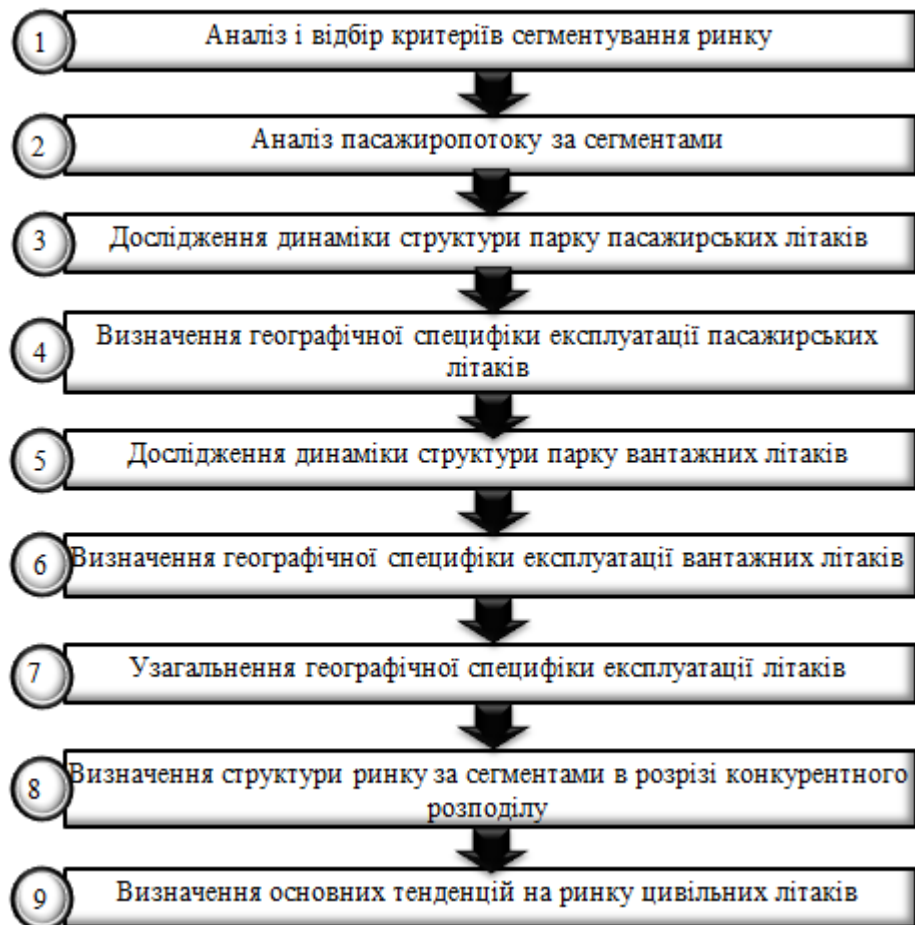 1
Аналіз і відбір критеріїв сегментування ринку
2
Аналіз пасажиропотоку за сегментами
3
Дослідження динаміки структури парку пасажирських літаків
4
Визначення географічної специфіки експлуатації пасажирських
літаків
5
Дослідження динаміки структури парку вантажних літаків
6
Визначення географічної специфіки експлуатації вантажних літаків
7
Узагальнення географічної специфіки експлуатації літаків
8
Визначення структури ринку за сегментами в розрізі конкурентного
розподілу
9
Визначення основних тенденцій на ринку цивільних літаків